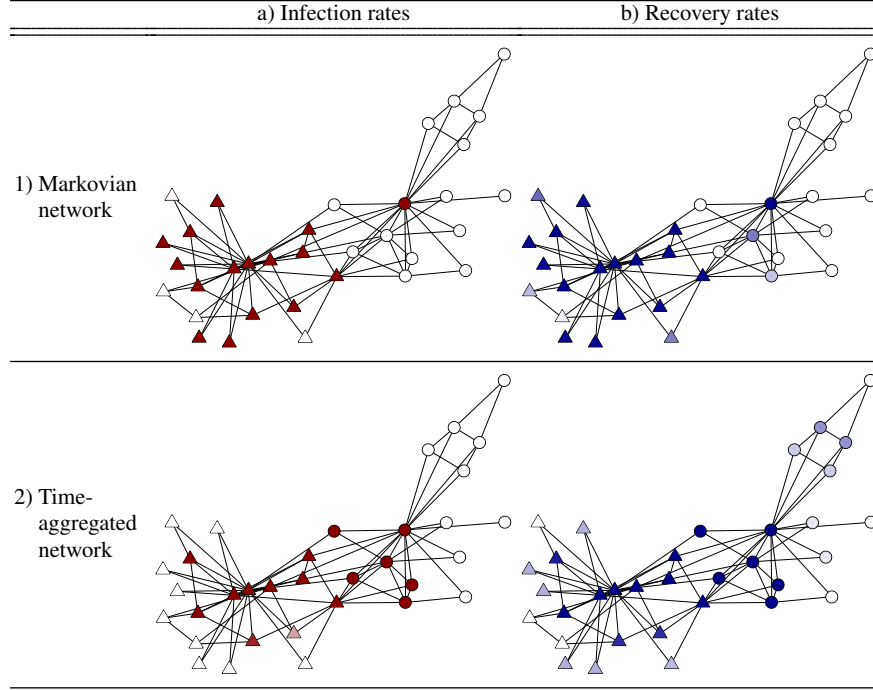 a) Infection rates
b) Recovery rates
1) Markovian
network
2) Time-
aggregated
network